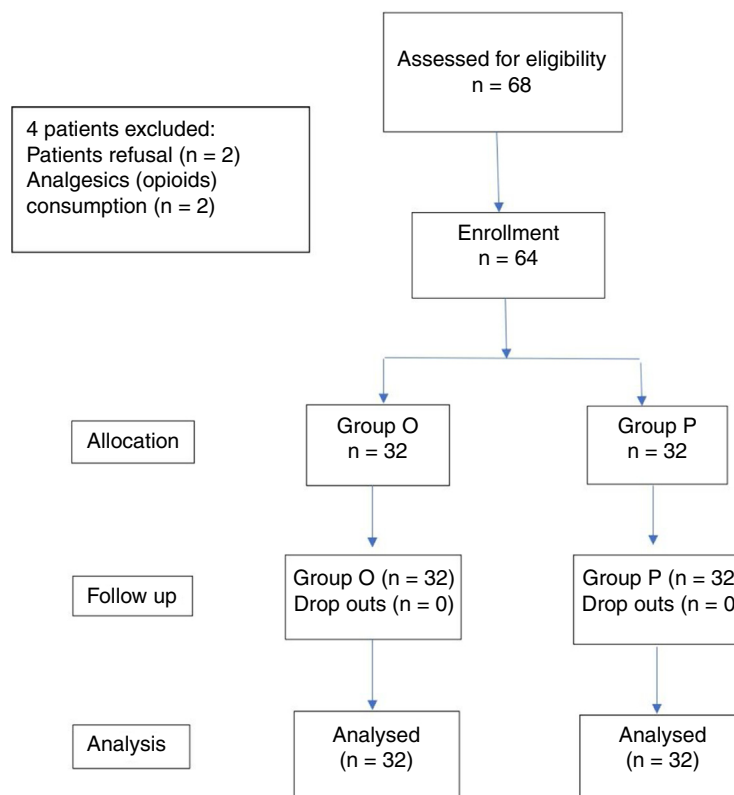 Assessed for eligibility
n = 68
4 patients excluded:
Patients refusal (n = 2)
Analgesics (opioids)
consumption (n = 2)
Enrollment
n = 64
Allocation
Group O
n = 32
Group P
n = 32
Follow up
Group O (n = 32)
Drop outs (n = 0)
Group P (n = 32
Drop outs (n = 0
Analysis
Analysed
(n = 32)
Analysed
(n = 32)